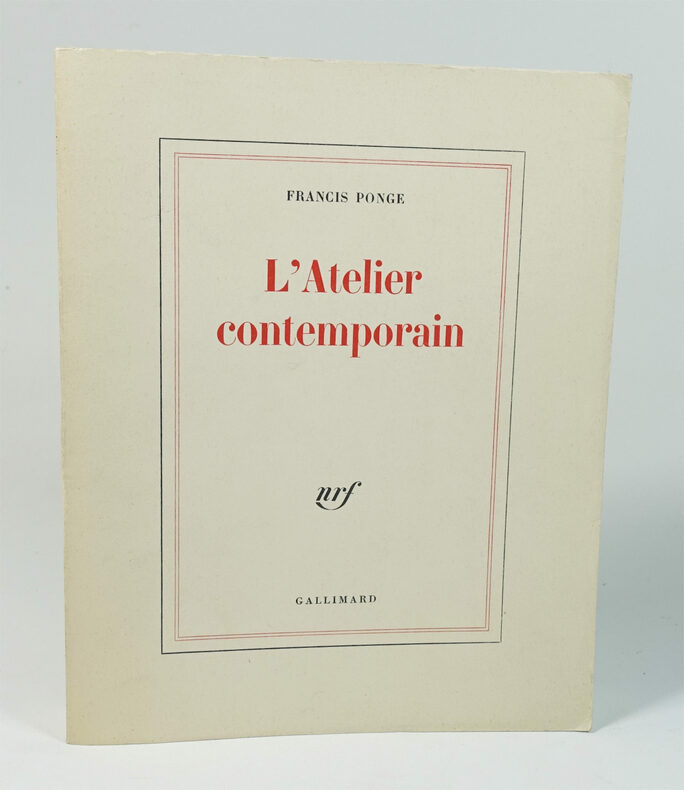 FRANCIS PONGE
L'Atelier
contemporain
nrf
GALLIMARD